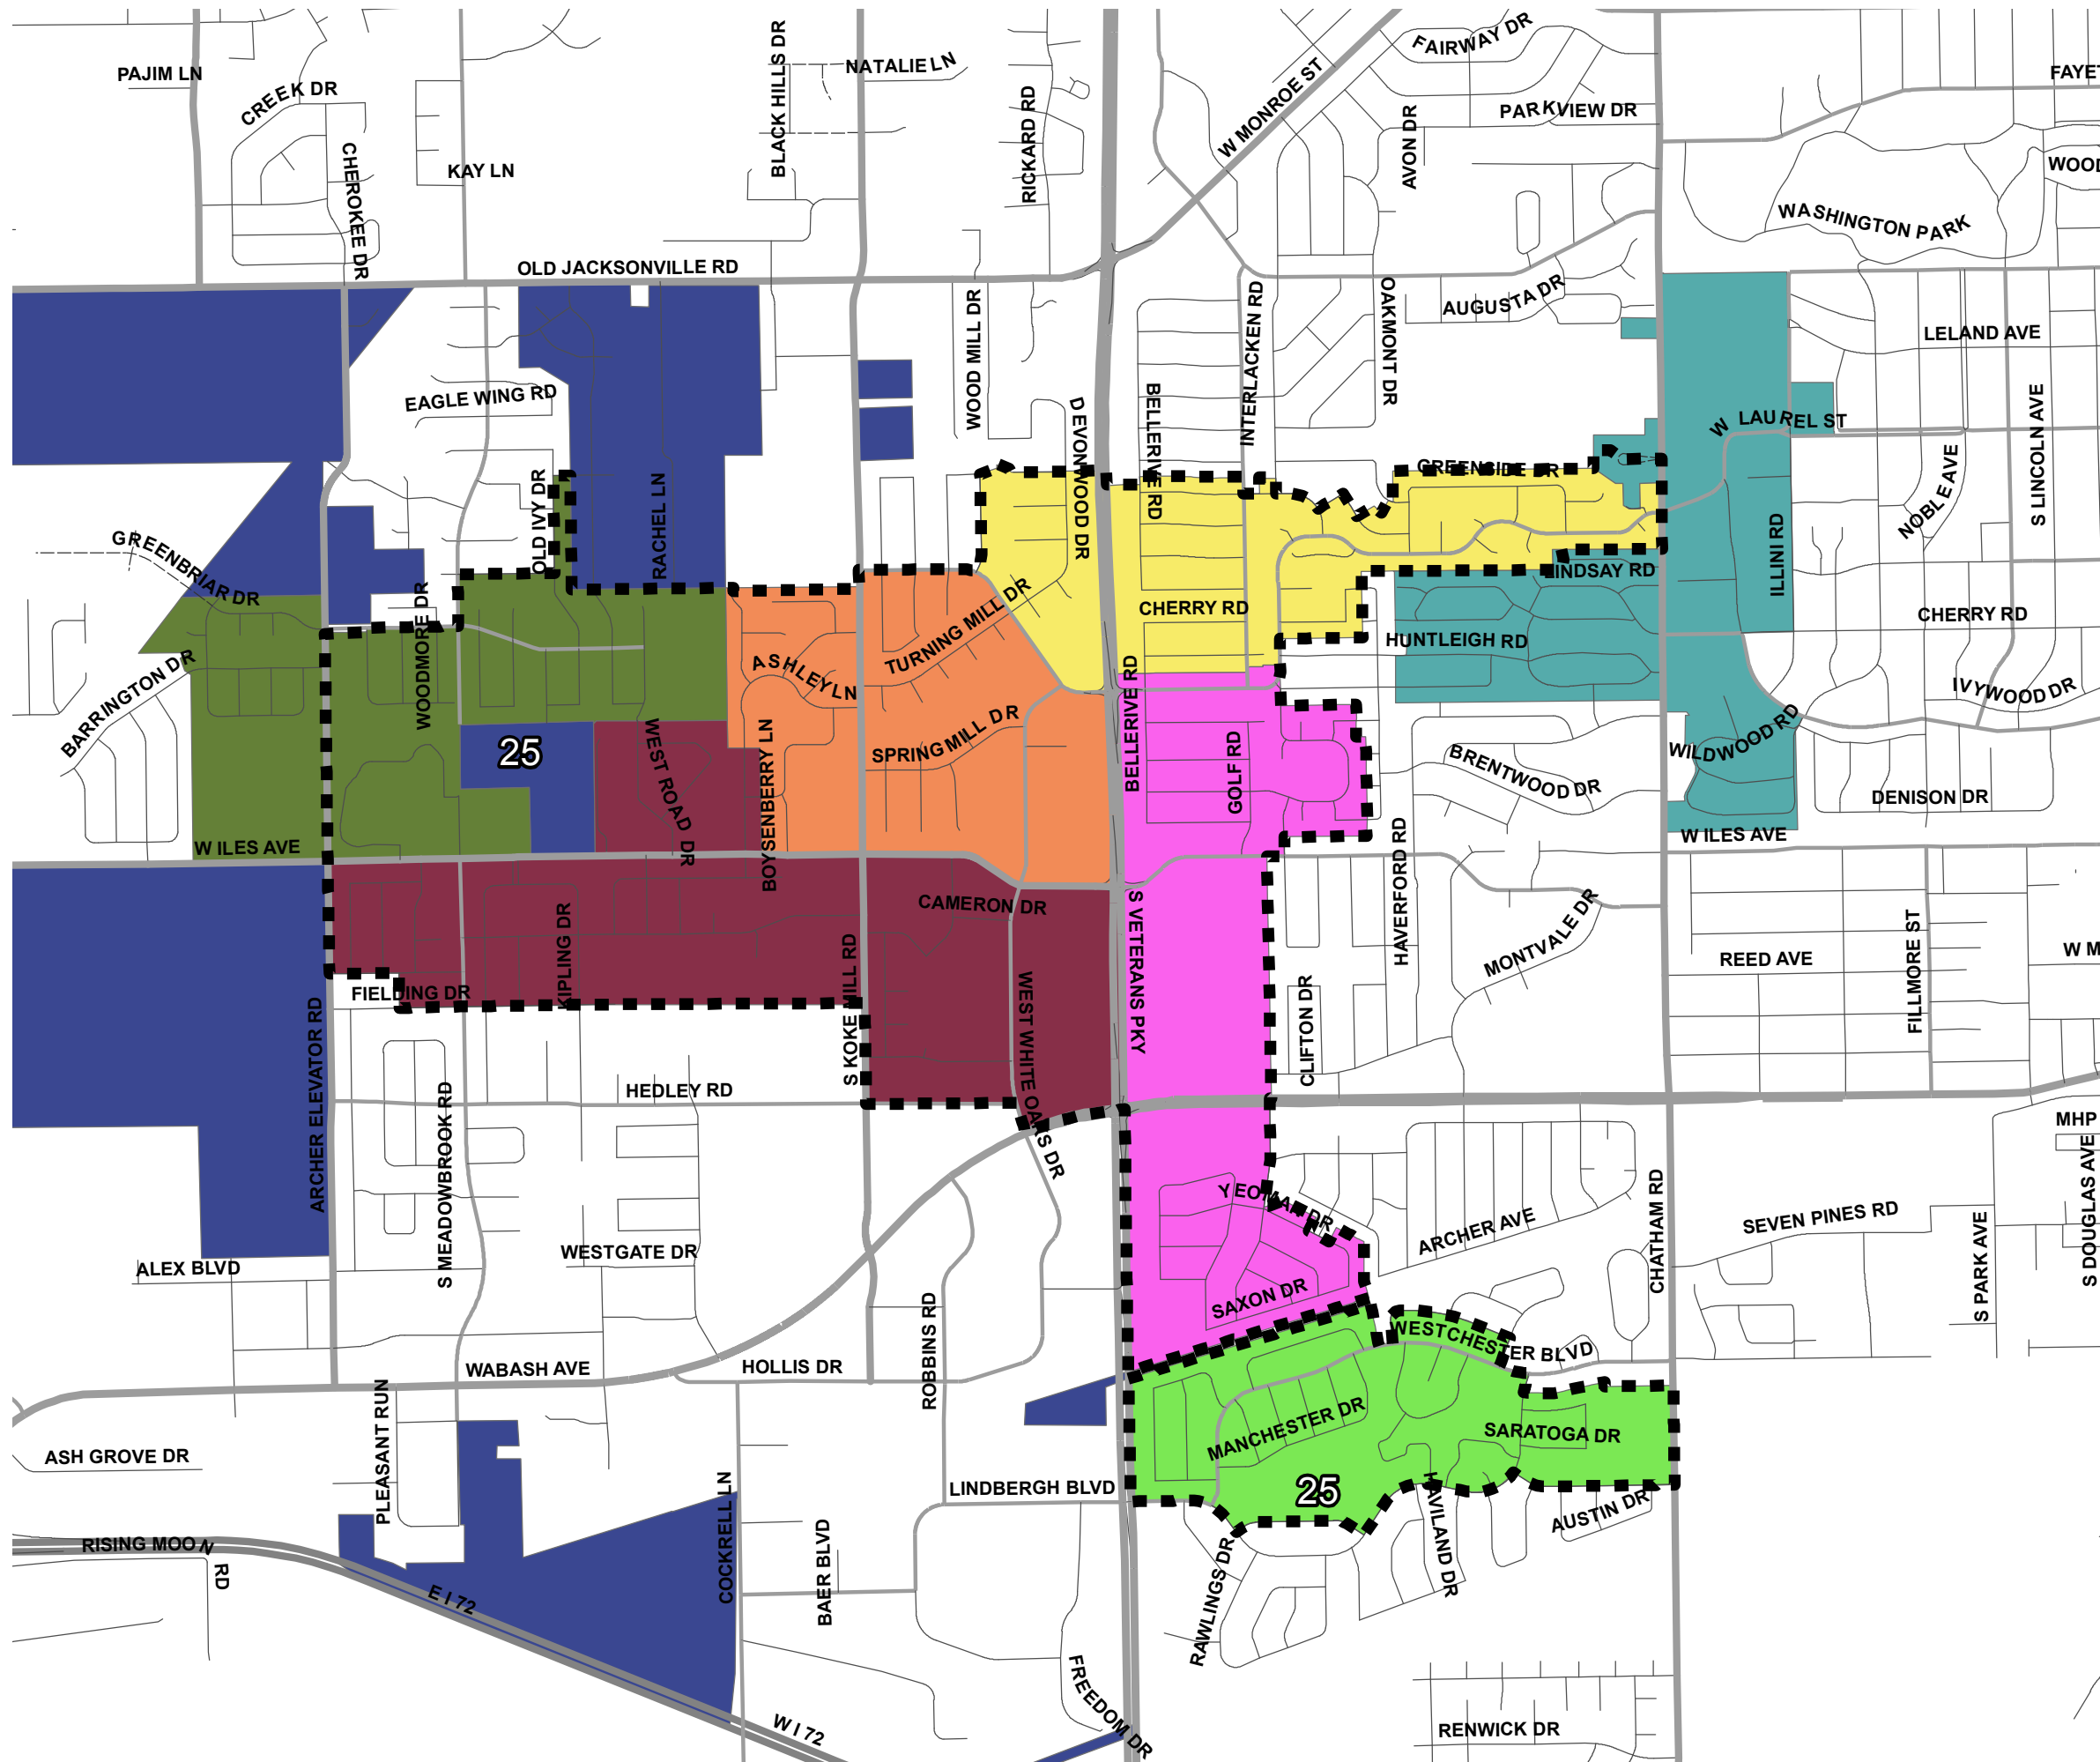 FAIRWAY DR
PAJIM LN
CREEK DR
NATALIE LN
BLACK HILLS DR
RICKARD RD
W MONROE ST
PARKVIEW DR
AVON DR
CHEROKEE DR
KAY LN
WASHINGTON PARK
OLD JACKSONVILLE RD
WOOD MILL DR
INTERLACKEN RD
OAKMONT DR
AUGUSTA DR
LELAND AVE
EAGLE WING RD
DEVONWOOD DR
BELLERIVE RD
W LAUREL ST
S LINCOLN AVE
GREENSIDE DR
NOBLE AVE
OLD IVY DR
RACHEL LN
ILLINI RD
GREENBRIAR DR
LINDSAY RD
WOODMORE DR
TURNING MILL DR
CHERRY RD
CHERRY RD
HUNTLEIGH RD
BARRINGTON DR
ASHLEY LN
BELLERIVE RD
IVYWOOD DR
25
WEST ROAD DR
BOYSENBERRY LN
SPRING MILL DR
GOLF RD
BRENTWOOD DR
WILDWOOD RD
DENISON DR
W ILES AVE
W ILES AVE
HAVERFORD RD
CAMERON DR
S VETERANS PKY
KIPLING DR
S KOKE MILL RD
MONTVALE DR
REED AVE
FILLMORE ST
FIELDING DR
WEST WHITE OAKS DR
CLIFTON DR
ARCHER ELEVATOR RD
HEDLEY RD
S MEADOWBROOK RD
MHP
S DOUGLAS AVE
YEOMAN DR
ARCHER AVE
CHATHAM RD
SEVEN PINES RD
S PARK AVE
WESTGATE DR
ALEX BLVD
SAXON DR
ROBBINS RD
WESTCHESTER BLVD
WABASH AVE
HOLLIS DR
PLEASANT RUN
MANCHESTER DR
SARATOGA DR
ASH GROVE DR
25
LINDBERGH BLVD
HAVILAND DR
AUSTIN DR
COCKRELL LN
BAER BLVD
RISING MOON RD
RAWLINGS DR
E I 72
FREEDOM DR
W I 72
RENWICK DR